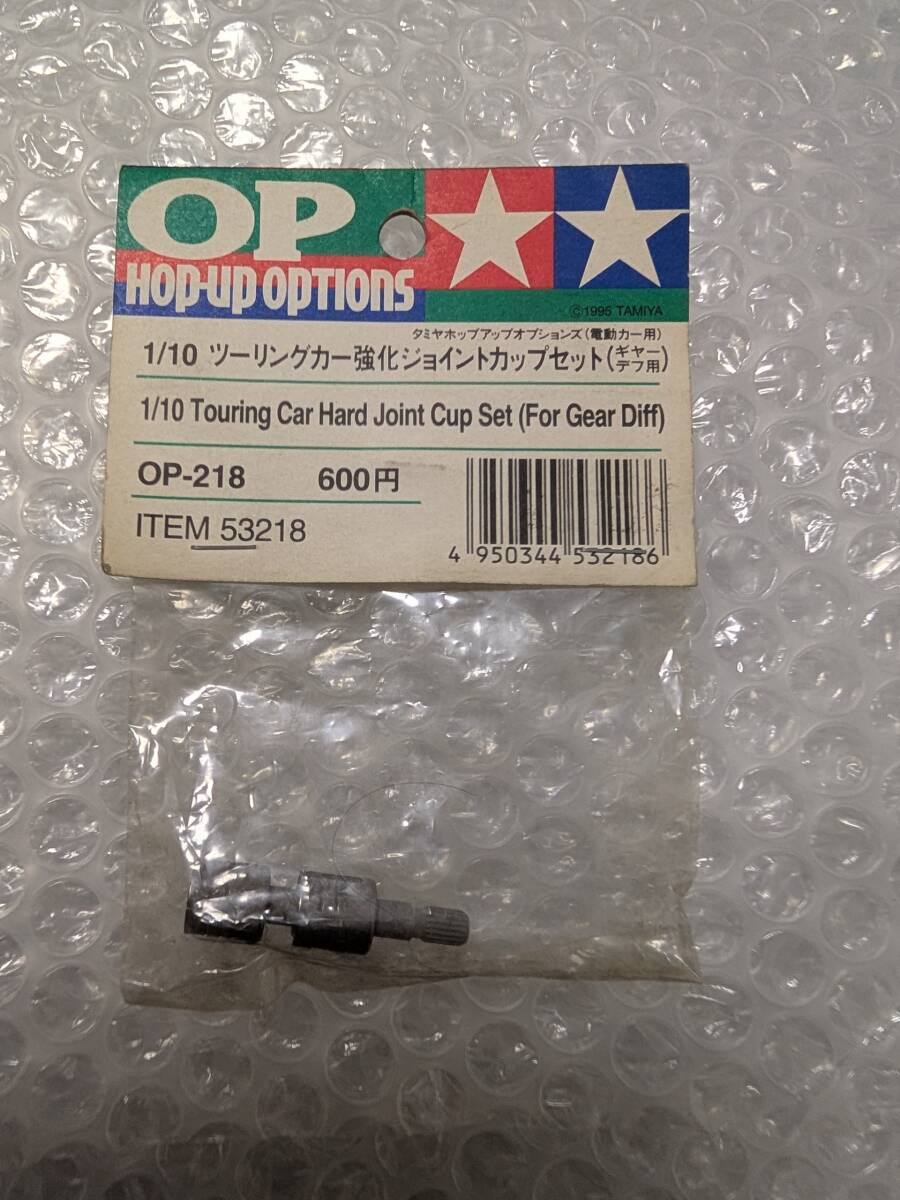 OP
HOP-UP OPTIONS
©1995 TAMIYA
タミヤホップアップオプションズ(電動カー用)
1/10 ツーリングカー強化ジョイントカップセット(ギヤーデフ用)
1/10 Touring Car Hard Joint Cup Set (For Gear Diff)
OP-218 600円
ITEM 53218
4 950344 532186